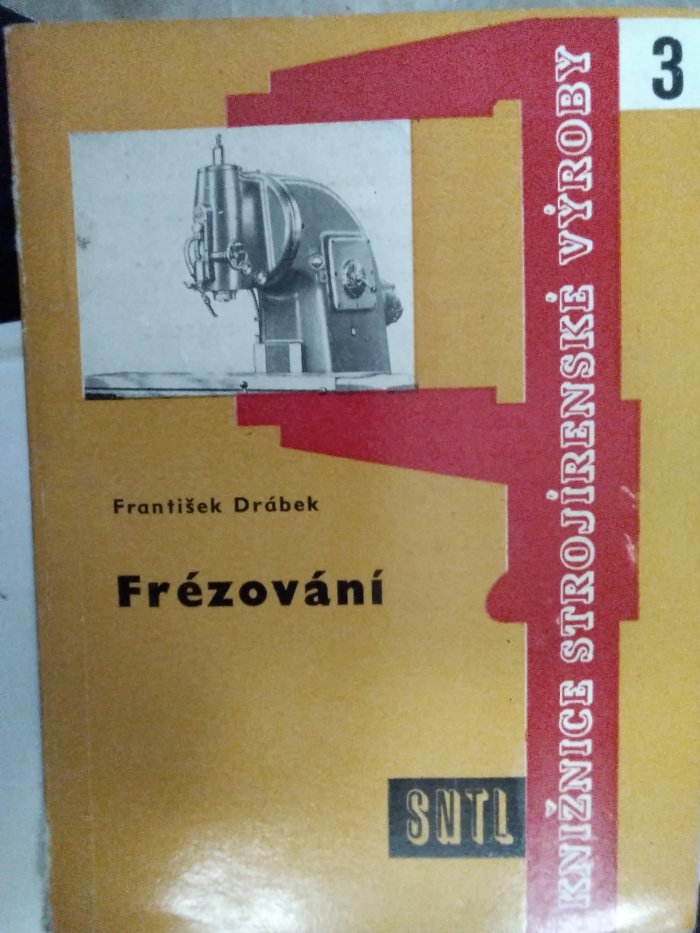 3
KNIŽNICE STROJÍRENSKÉ VÝROBY
František Drábek
Frézování
SNTL